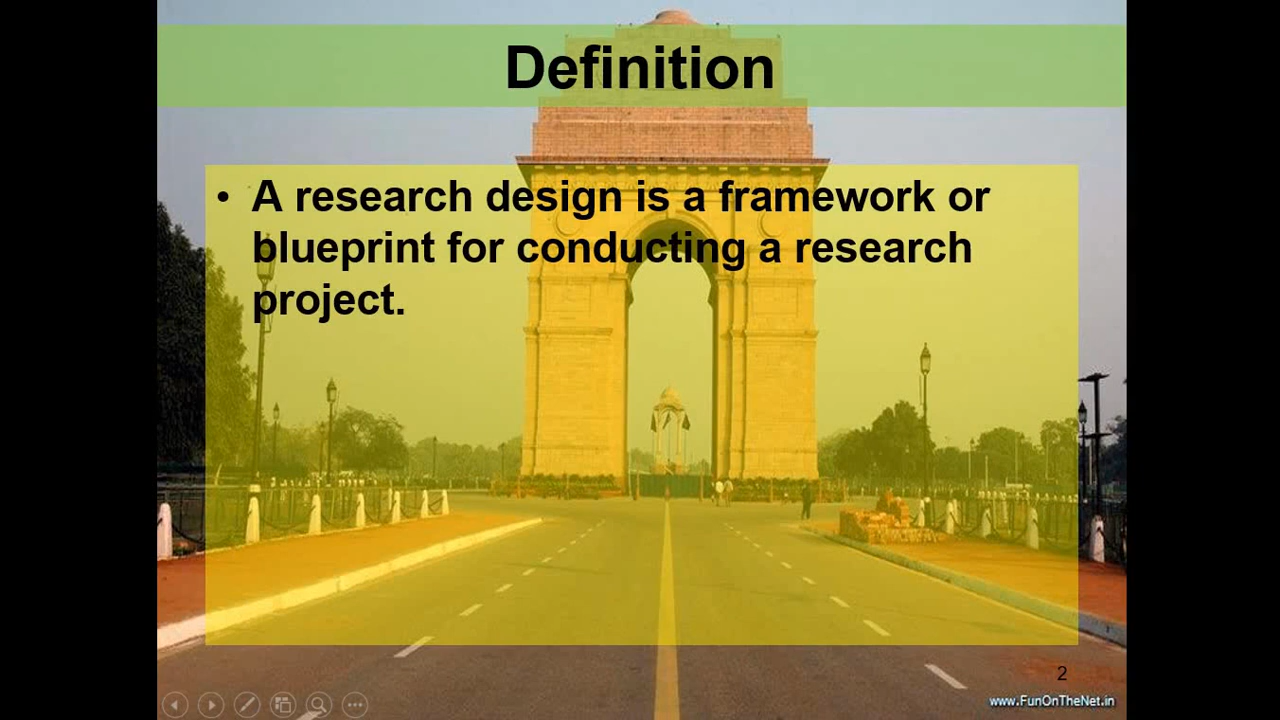 Definition
• A research design is a framework or
blueprint for conducting a research
project.
2
www.FunOnTheNet.in